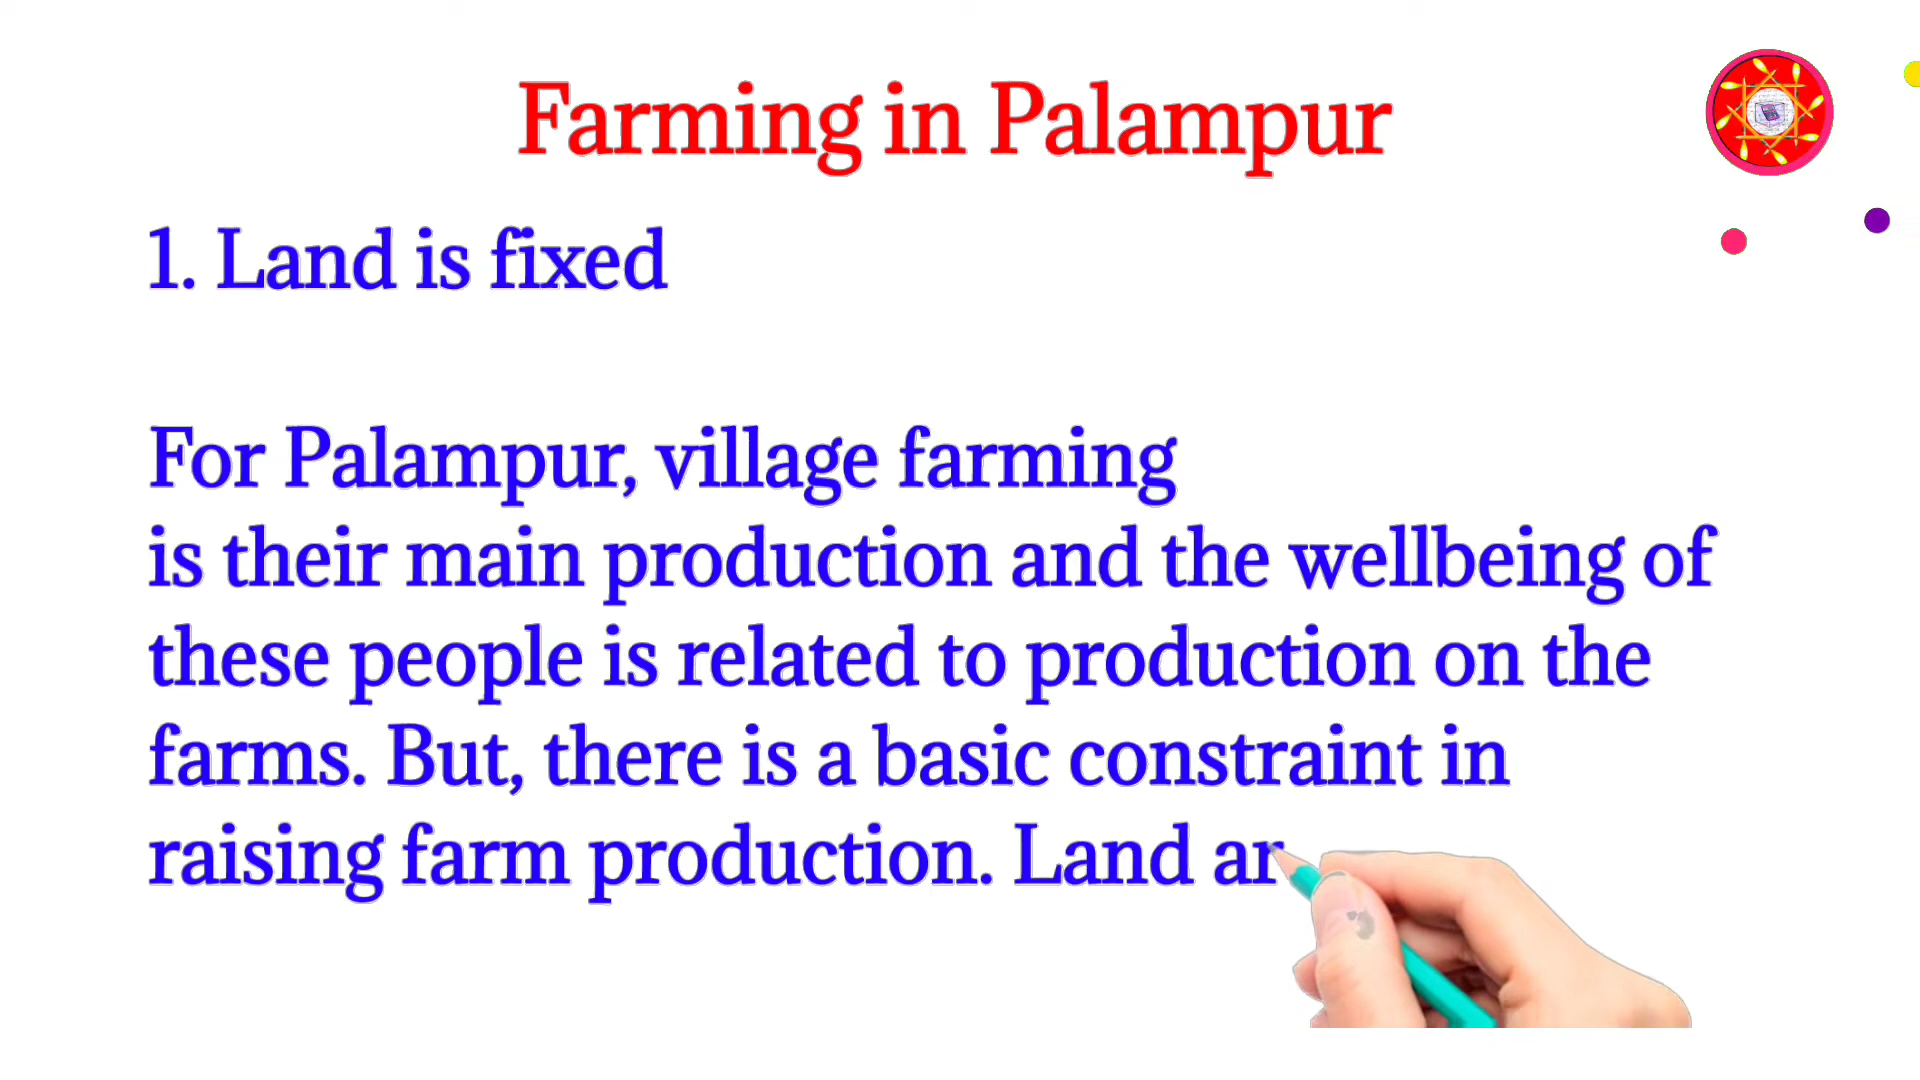 Farming in Palampur
1. Land is fixed
For Palampur, village farming
is their main production and the wellbeing of
these people is related to production on the
farms. But, there is a basic constraint in
raising farm production. Land ar